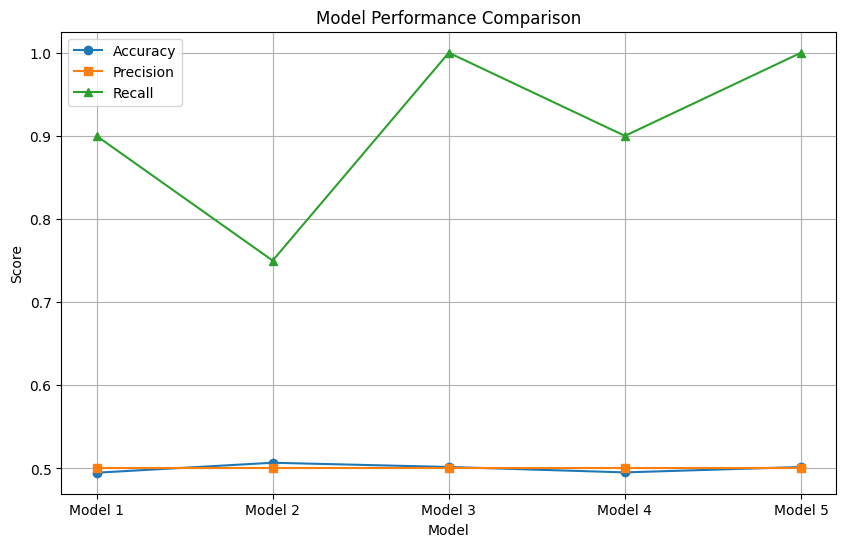 Model Performance Comparison
Accuracy
Precision
Recall
1.0
0.9
0.8
0.7
0.6
0.5
Score
Model 1 Model 2 Model 3 Model 4 Model 5
Model